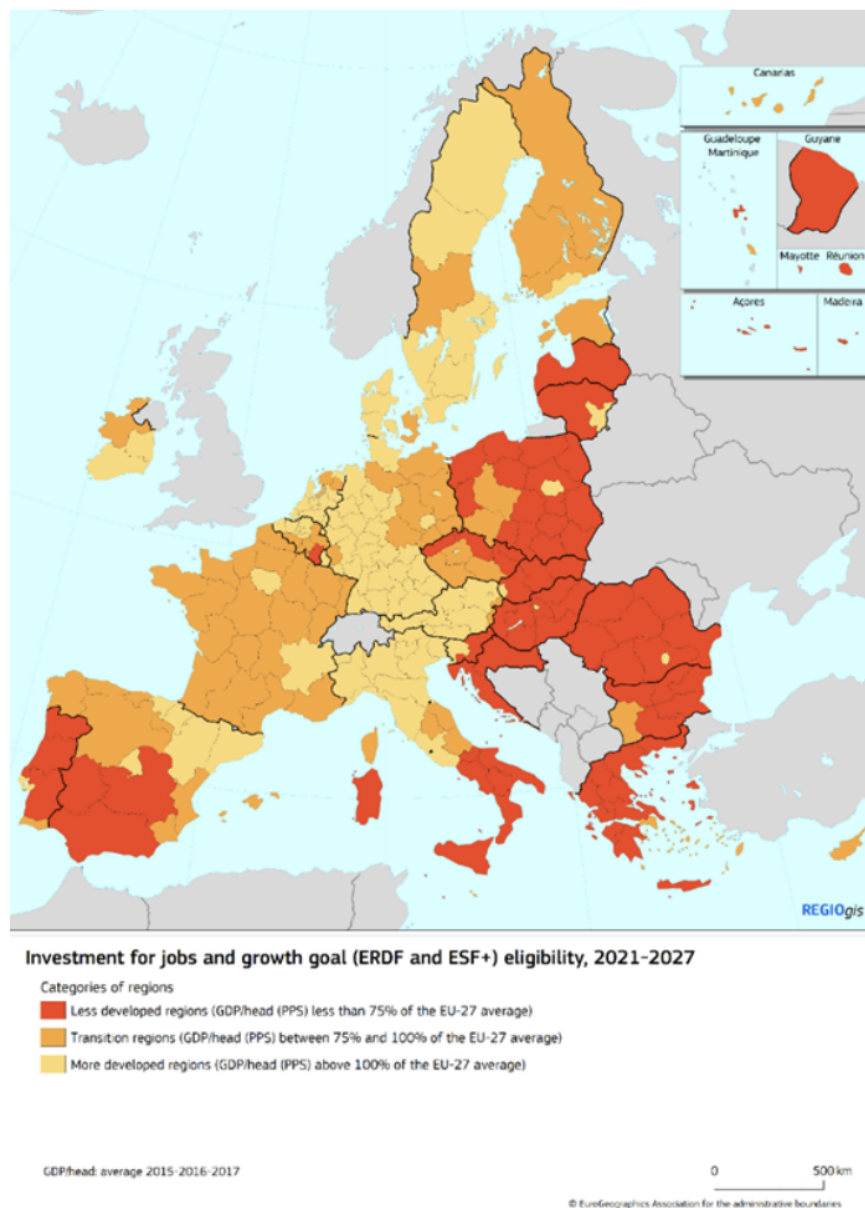 Canarias
Guadeloupe
Martinique
Guyane
Mayotte
Réunion
Açores
Madeira
REGIOgis
Investment for jobs and growth goal (ERDF and ESF+) eligibility, 2021-2027
Categories of regions
Less developed regions (GDP/head (PPS) less than 75% of the EU-27 average)
Transition regions (GDP/head (PPS) between 75% and 100% of the EU-27 average)
More developed regions (GDP/head (PPS) above 100% of the EU-27 average)
GDP/head: average 2015-2016-2017
0 500 km
© EuroGeographics Association for the administrative boundaries